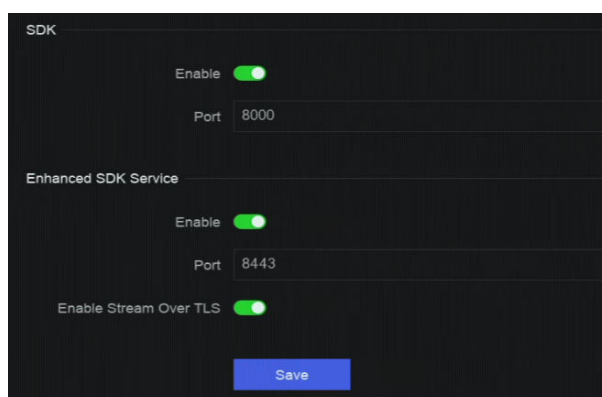 SDK
Enable
Port 8000
Enhanced SDK Service
Enable
Port 8443
Enable Stream Over TLS
Save